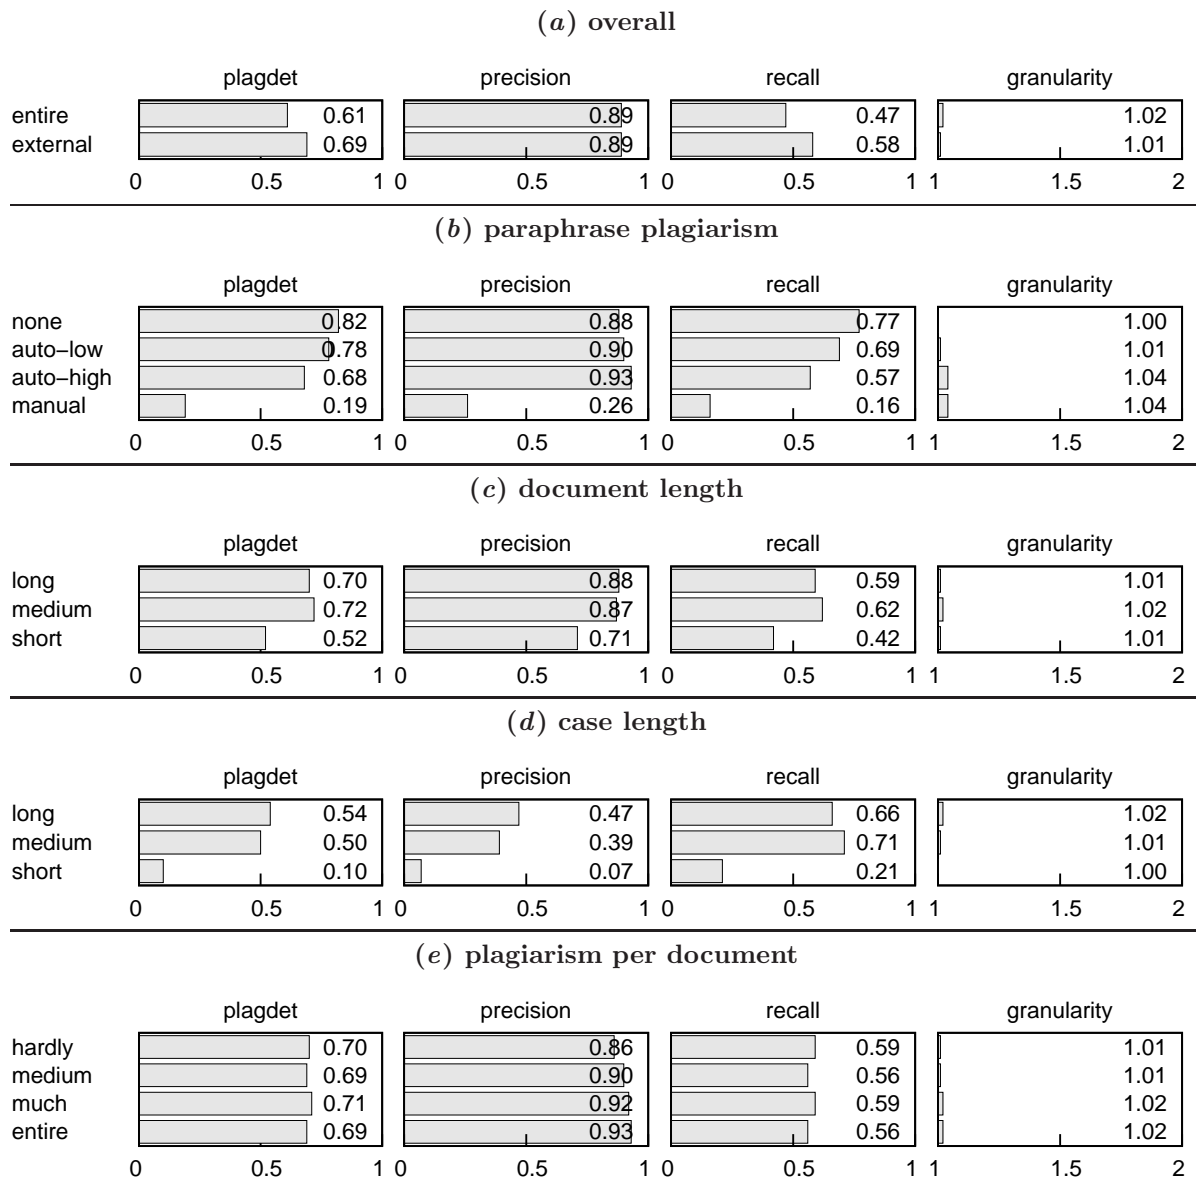 (a) overall
plagdet precision recall granularity
entire 0.61 0.89 0.47 1.02
external 0.69 0.89 0.58 1.01
0 0.5 1 0 0.5 1 0 0.5 1 1 1.5 2
(b) paraphrase plagiarism
plagdet precision recall granularity
none 0.82 0.88 0.77 1.00
auto−low 0.78 0.90 0.69 1.01
auto−high 0.68 0.93 0.57 1.04
manual 0.19 0.26 0.16 1.04
0 0.5 1 0 0.5 1 0 0.5 1 1 1.5 2
(c) document length
plagdet precision recall granularity
long 0.70 0.88 0.59 1.01
medium 0.72 0.87 0.62 1.02
short 0.52 0.71 0.42 1.01
0 0.5 1 0 0.5 1 0 0.5 1 1 1.5 2
(d) case length
plagdet precision recall granularity
long 0.54 0.47 0.66 1.02
medium 0.50 0.39 0.71 1.01
short 0.10 0.07 0.21 1.00
0 0.5 1 0 0.5 1 0 0.5 1 1 1.5 2
(e) plagiarism per document
plagdet precision recall granularity
hardly 0.70 0.86 0.59 1.01
medium 0.69 0.90 0.56 1.01
much 0.71 0.92 0.59 1.02
entire 0.69 0.93 0.56 1.02
0 0.5 1 0 0.5 1 0 0.5 1 1 1.5 2